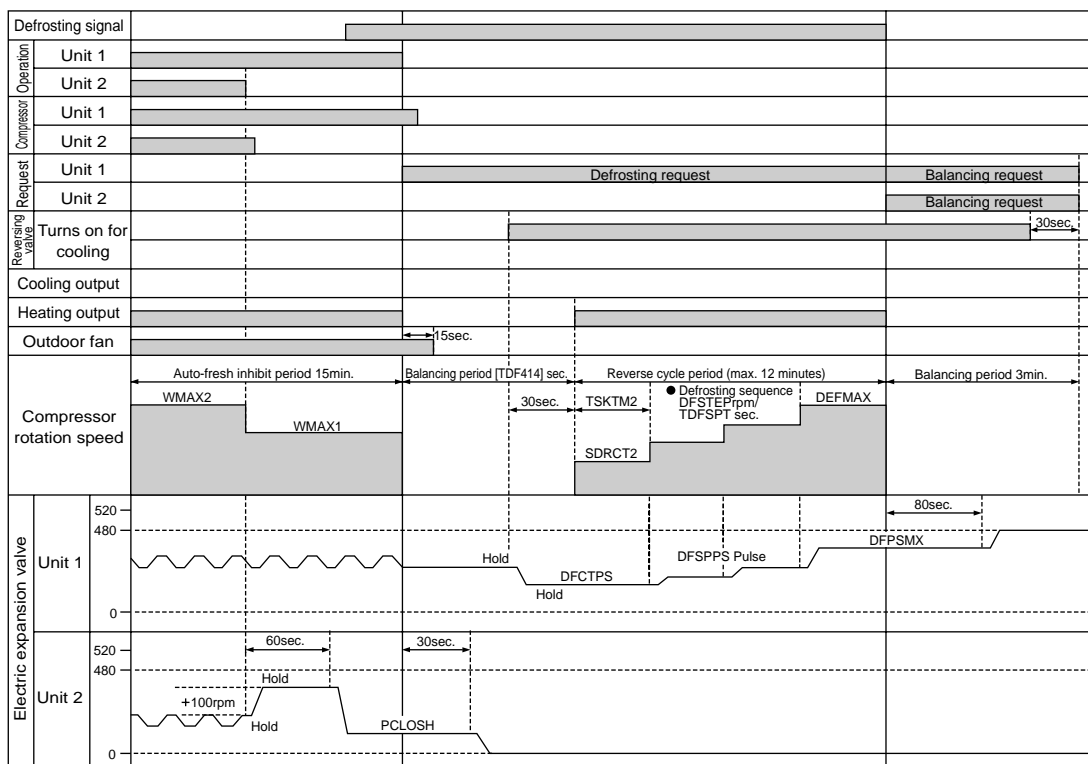 Defrosting signal
Operation
Unit 1
Unit 2
Compressor
Unit 1
Unit 2
Request
Unit 1
Defrosting request
Balancing request
Unit 2
Balancing request
Reversing valve
Turns on for
cooling
30sec.
Cooling output
Heating output
Outdoor fan
15sec.
Compressor
rotation speed
Auto-fresh inhibit period 15min.
Balancing period [TDF414] sec.
Reverse cycle period (max. 12 minutes)
Balancing period 3min.
WMAX2
WMAX1
30sec.
TSKTM2
● Defrosting sequence
DFSTEPrpm/
TDFSPT sec.
DEFMAX
SDRCT2
Electric expansion valve
Unit 1
520
480
0
Hold
DFCTPS
Hold
DFSPPS Pulse
DFPSMX
80sec.
Unit 2
520
480
0
60sec.
30sec.
Hold
+100rpm
Hold
PCLOSH